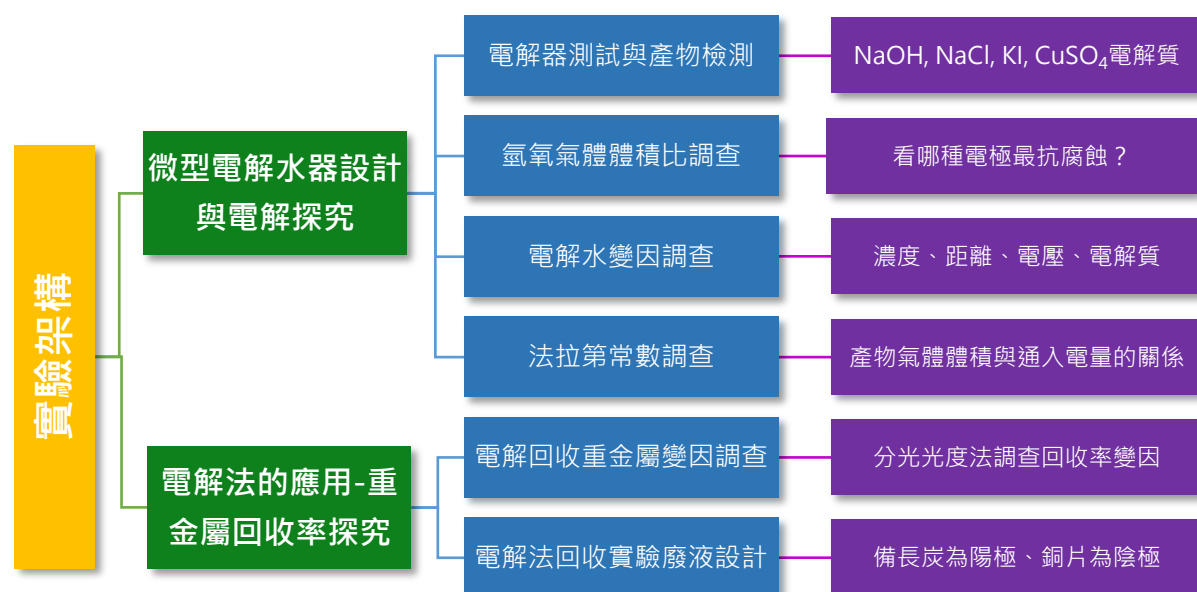 實驗架構
微型電解水器設計
與電解探究
電解器測試與產物檢測
NaOH, NaCl, KI, CuSO₄電解質
氫氧氣體體積比調查
看哪種電極最抗腐蝕？
電解水變因調查
濃度、距離、電壓、電解質
法拉第常數調查
產物氣體體積與通入電量的關係
電解法的應用-重
金屬回收率探究
電解回收重金屬變因調查
分光光度法調查回收率變因
電解法回收實驗廢液設計
備長炭為陽極、銅片為陰極